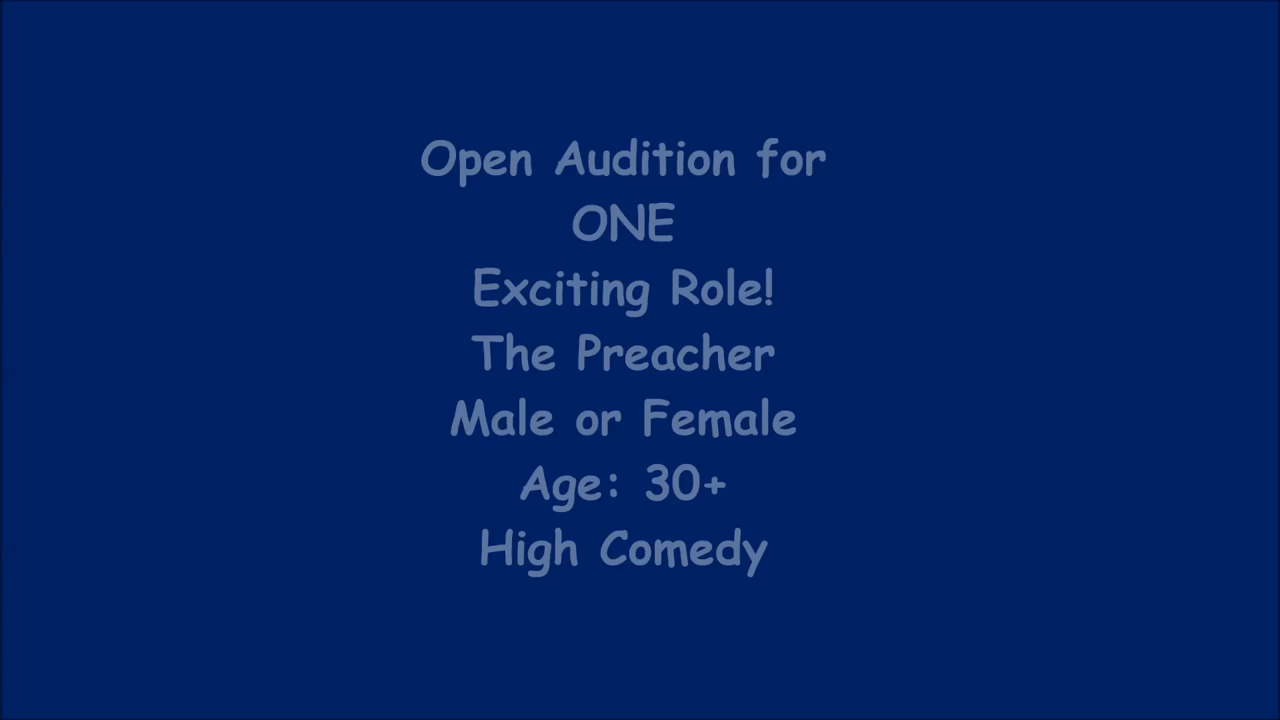 Open Audition for
ONE
Exciting Role!
The Preacher
Male or Female
Age: 30+
High Comedy